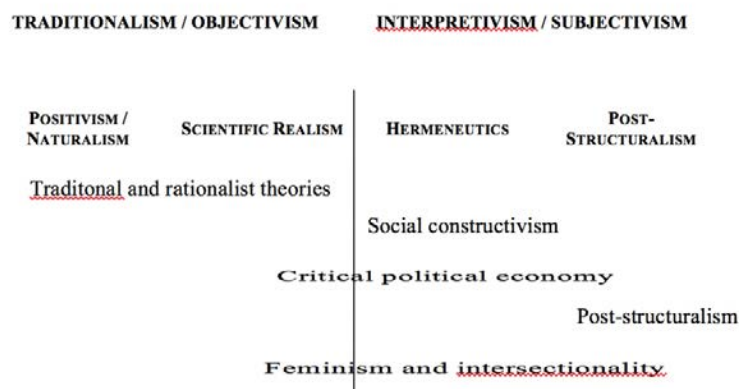 TRADITIONALISM / OBJECTIVISM INTERPRETIVISM / SUBJECTIVISM
POSITIVISM / NATURALISM
SCIENTIFIC REALISM
HERMENEUTICS
POST-
STRUCTURALISM
Traditonal and rationalist theories
Social constructivism
Critical political economy
Post-structuralism
Feminism and intersectionality